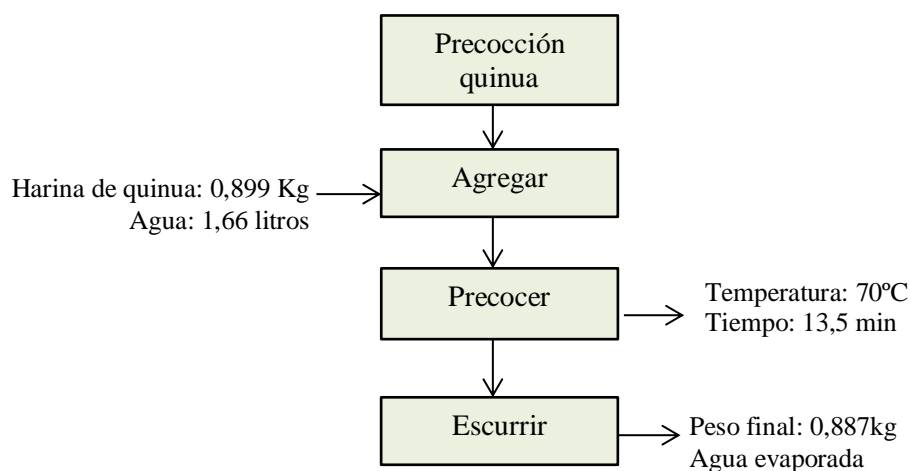 Precocción
quinua
Agregar
Harina de quinua: 0,899 Kg
Agua: 1,66 litros
Precocer
Temperatura: 70ºC
Tiempo: 13,5 min
Escurrir
Peso final: 0,887kg
Agua evaporada